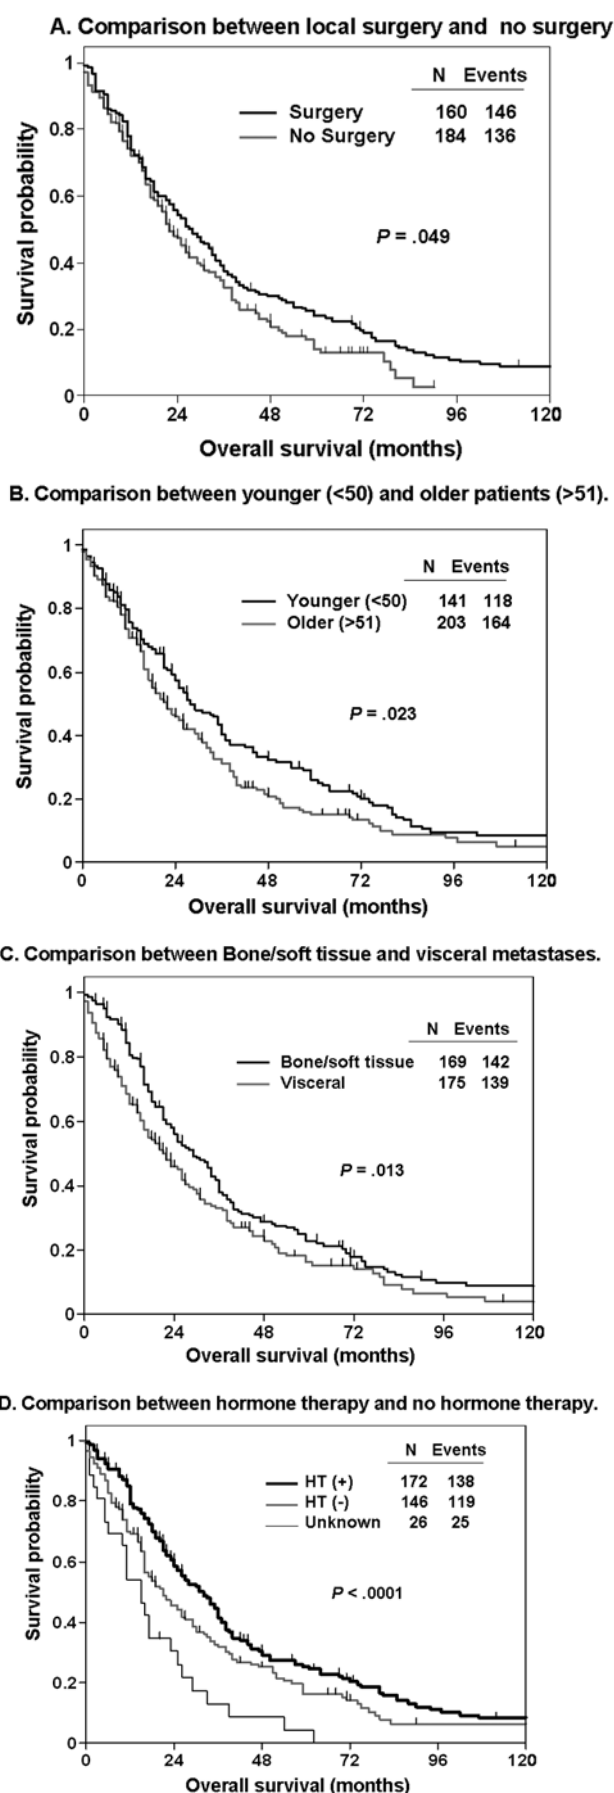 A. Comparison between local surgery and no surgery
N Events
Surgery 160 146
No Surgery 184 136
P = .049
Survival probability
1
0.8
0.6
0.4
0.2
0
0 24 48 72 96 120
Overall survival (months)
B. Comparison between younger (<50) and older patients (>51).
N Events
Younger (<50) 141 118
Older (>51) 203 164
P = .023
Survival probability
1
0.8
0.6
0.4
0.2
0
0 24 48 72 96 120
Overall survival (months)
C. Comparison between Bone/soft tissue and visceral metastases.
N Events
Bone/soft tissue 169 142
Visceral 175 139
P = .013
Survival probability
1
0.8
0.6
0.4
0.2
0
0 24 48 72 96 120
Overall survival (months)
D. Comparison between hormone therapy and no hormone therapy.
N Events
HT (+) 172 138
HT (-) 146 119
Unknown 26 25
P < .0001
Survival probability
1
0.8
0.6
0.4
0.2
0
0 24 48 72 96 120
Overall survival (months)